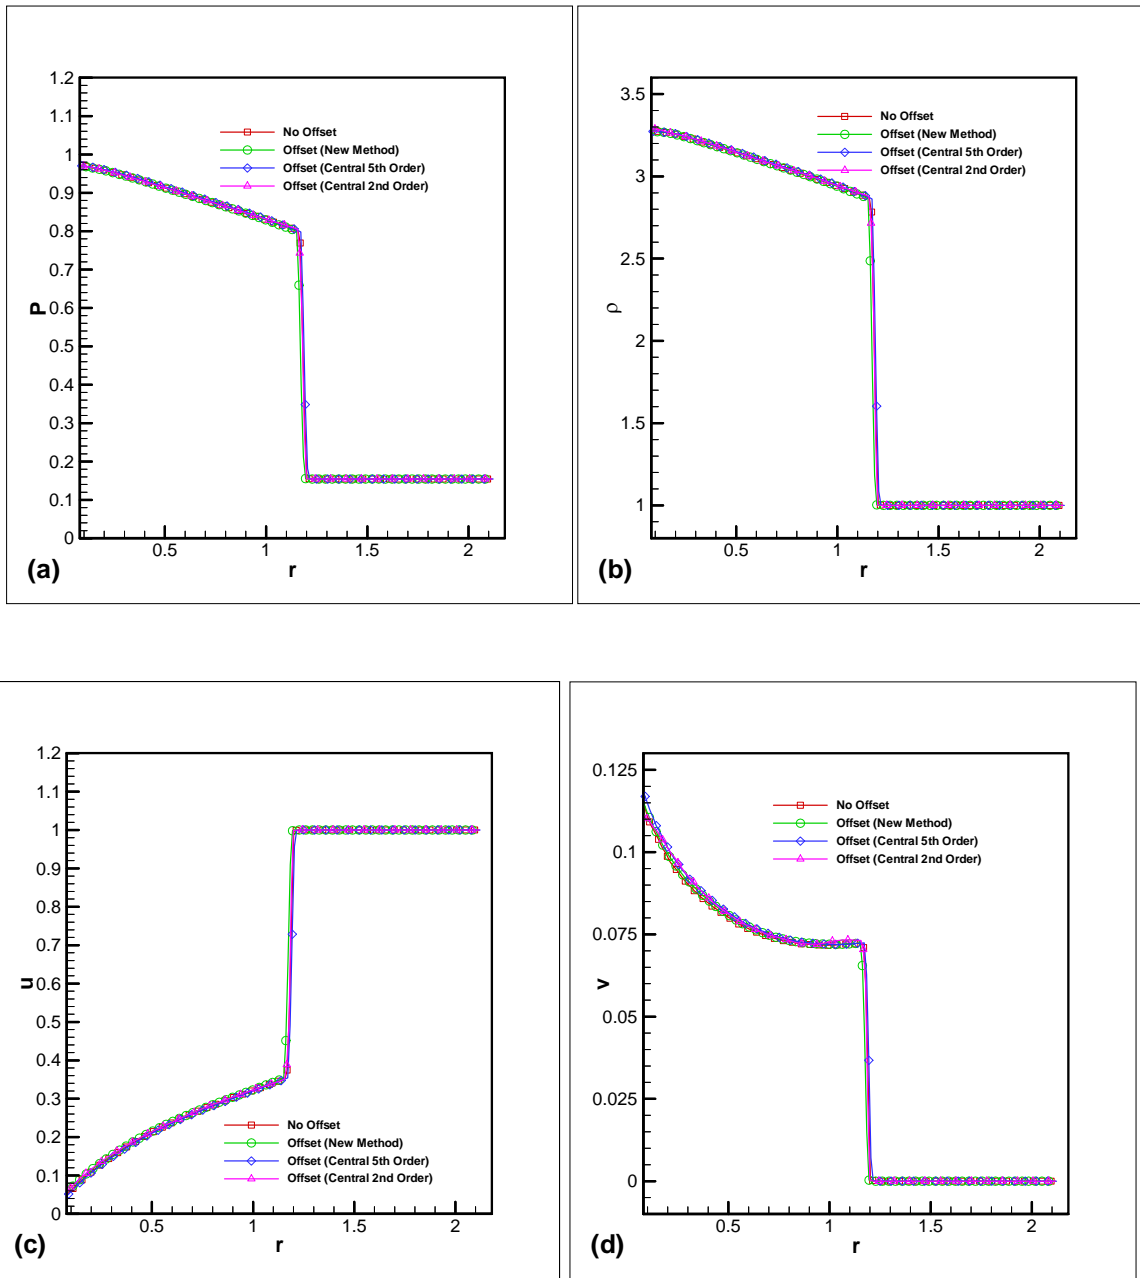 1.2
1.1
1
0.9
0.8
0.7
0.6
0.5
0.4
0.3
0.2
0.1
0
P
No Offset
Offset (New Method)
Offset (Central 5th Order)
Offset (Central 2nd Order)
0.5 1 1.5 2
(a) r
3.5
3
2.5
2
1.5
1
ρ
No Offset
Offset (New Method)
Offset (Central 5th Order)
Offset (Central 2nd Order)
0.5 1 1.5 2
(b) r
1.2
1.1
1
0.9
0.8
0.7
0.6
0.5
0.4
0.3
0.2
0.1
0
u
No Offset
Offset (New Method)
Offset (Central 5th Order)
Offset (Central 2nd Order)
0.5 1 1.5 2
(c) r
0.125
0.1
0.075
0.05
0.025
0
v
No Offset
Offset (New Method)
Offset (Central 5th Order)
Offset (Central 2nd Order)
0.5 1 1.5 2
(d) r